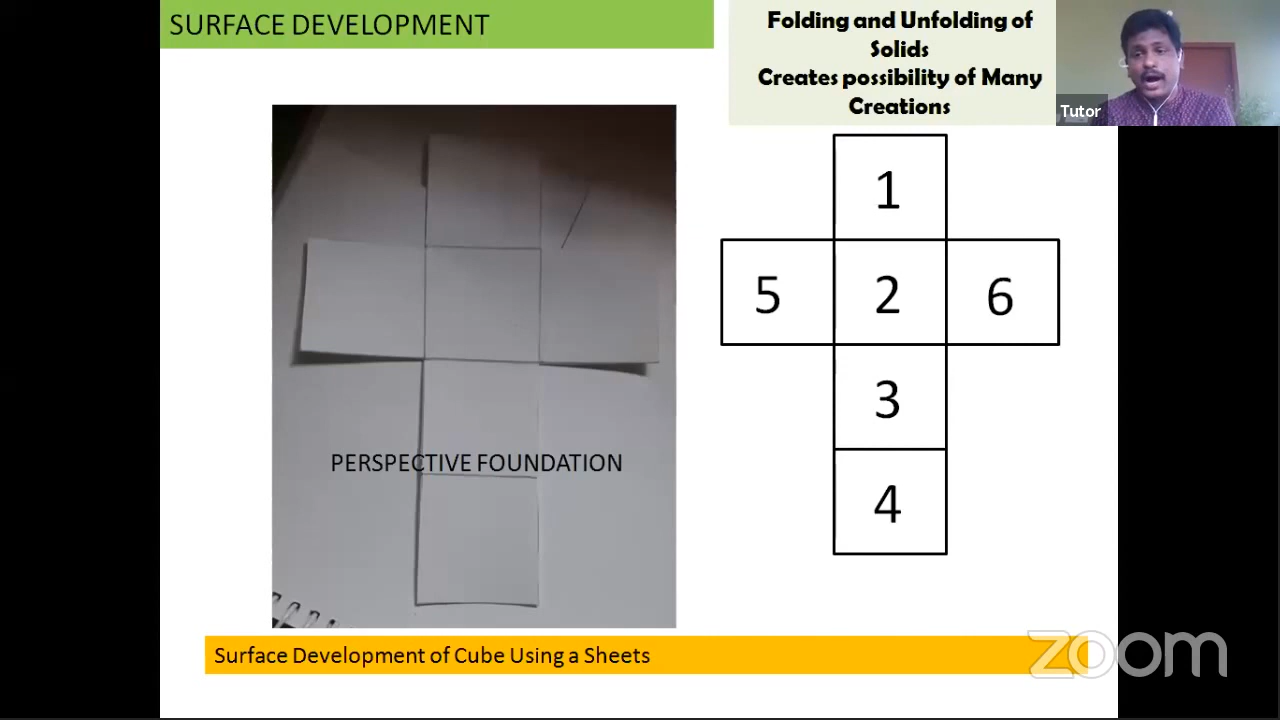 SURFACE DEVELOPMENT
Folding and Unfolding of
Solids
Creates possibility of Many
Creations
Tutor
1
5 2 6
3
4
PERSPECTIVE FOUNDATION
Surface Development of Cube Using a Sheets
zoom